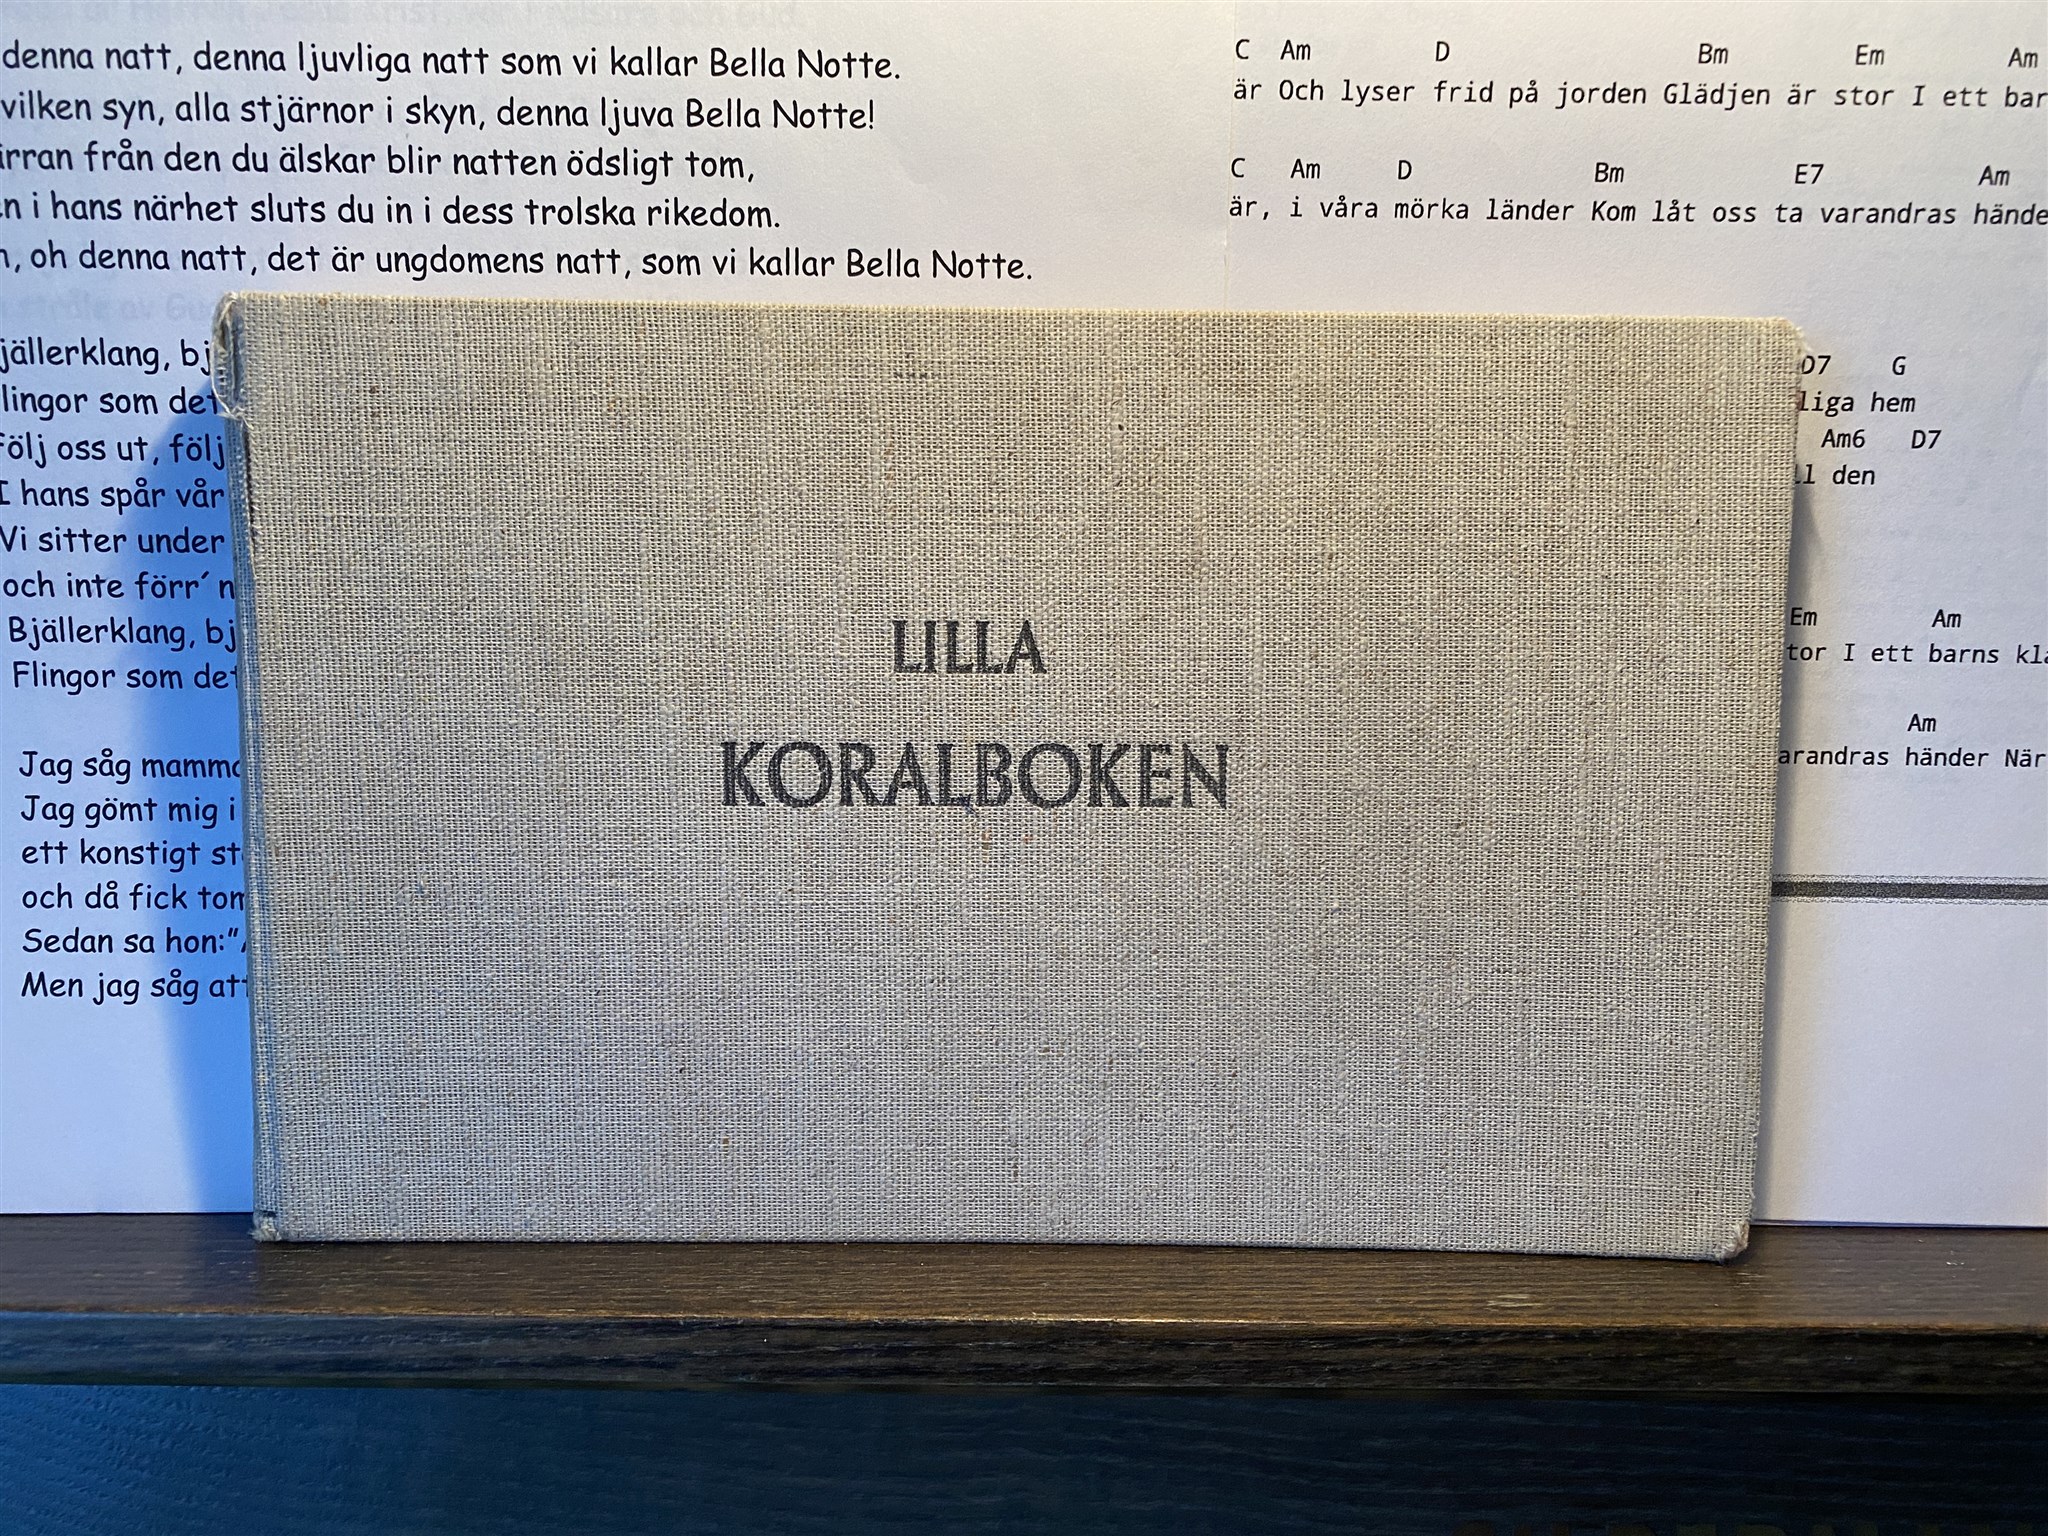 denna natt, denna ljuvliga natt som vi kallar Bella Notte.
vilken syn, alla stjärnor i skyn, denna ljuva Bella Notte!
från den du älskar blir natten ödsligt tom,
i hans närhet sluts du in i dess trolska rikedom.
oh denna natt, det är ungdomens natt, som vi kallar Bella Notte.
jällerklang, bj
lingor som det
följ oss ut, följ
I hans spår vår
Vi sitter under
och inte förr´ n
Bjällerklang, bj
Flingor som det
Jag såg mamma
Jag gömt mig i
ett konstigt st
och då fick tom
Sedan sa hon:"
Men jag såg att
LILLA
KORALBOKEN
C Am D Bm Em Am
är Och lyser frid på jorden Glädjen är stor I ett bar
C Am D Bm E7 Am
är, i våra mörka länder Kom låt oss ta varandras hände
D7 G
liga hem
Am6 D7
ll den
Em Am
tor I ett barns kla
Am
arandras händer När